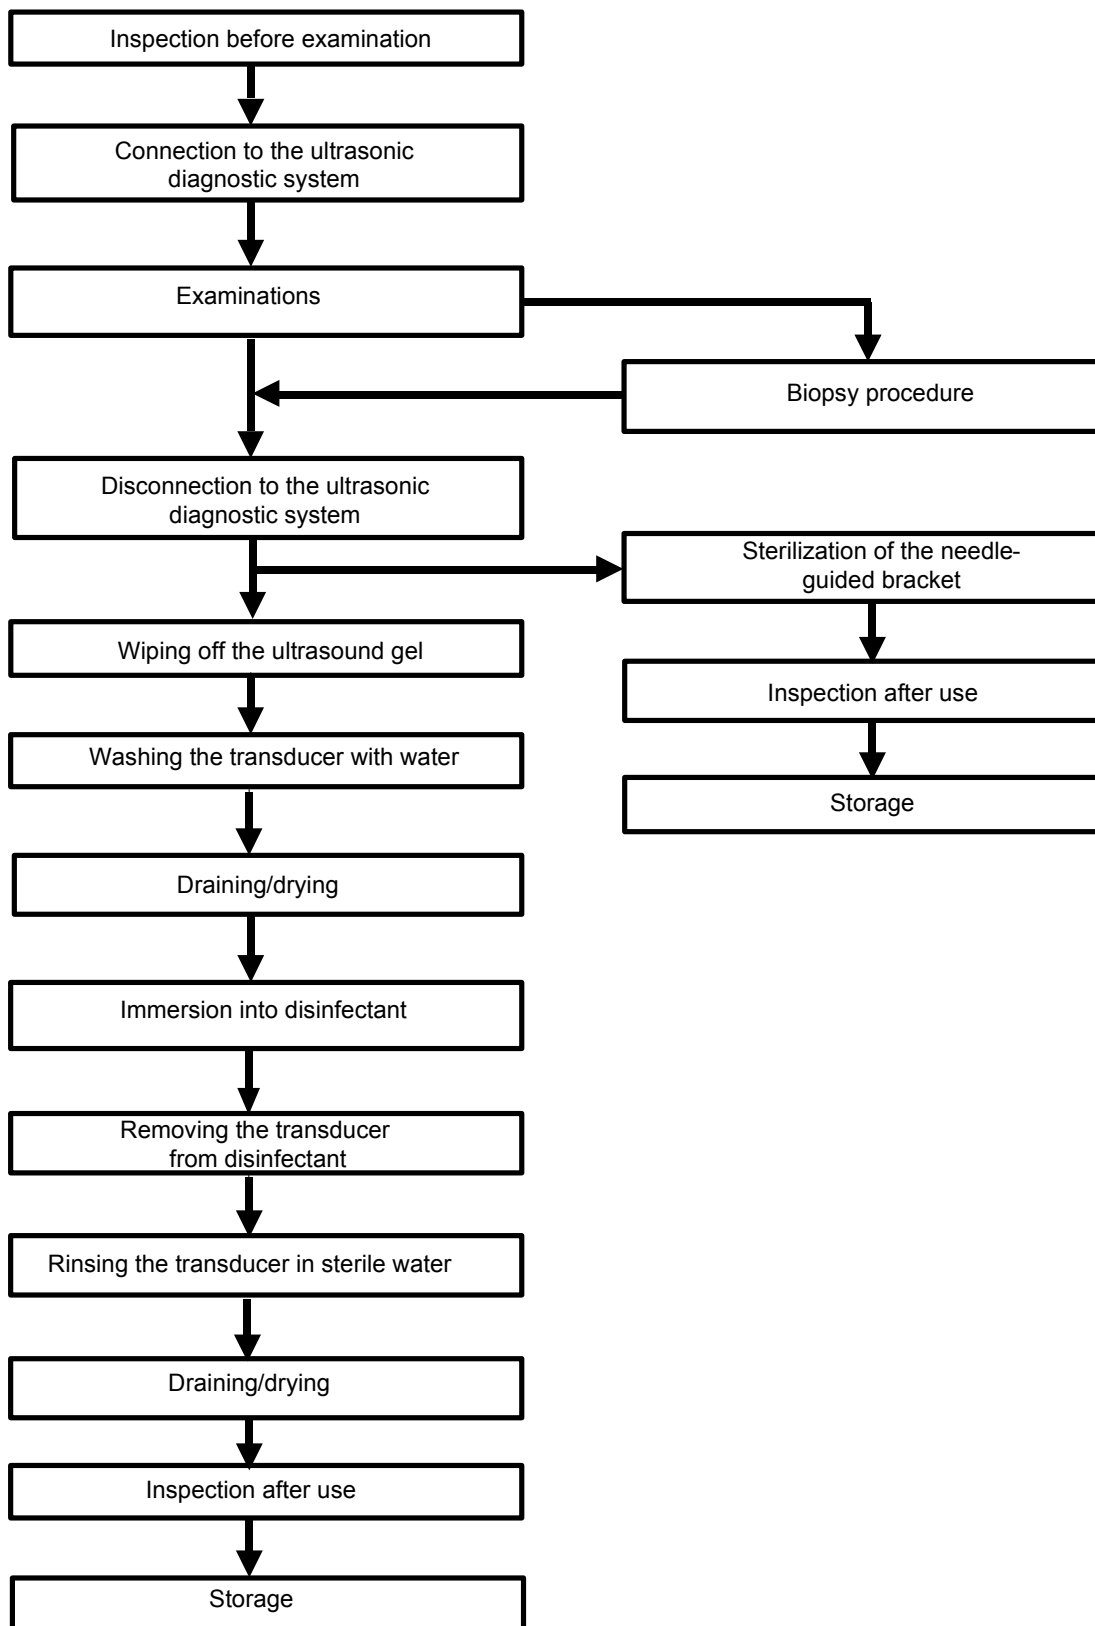 Inspection before examination
Connection to the ultrasonic
diagnostic system
Examinations
Biopsy procedure
Disconnection to the ultrasonic
diagnostic system
Sterilization of the needle-
guided bracket
Wiping off the ultrasound gel
Inspection after use
Washing the transducer with water
Storage
Draining/drying
Immersion into disinfectant
Removing the transducer
from disinfectant
Rinsing the transducer in sterile water
Draining/drying
Inspection after use
Storage